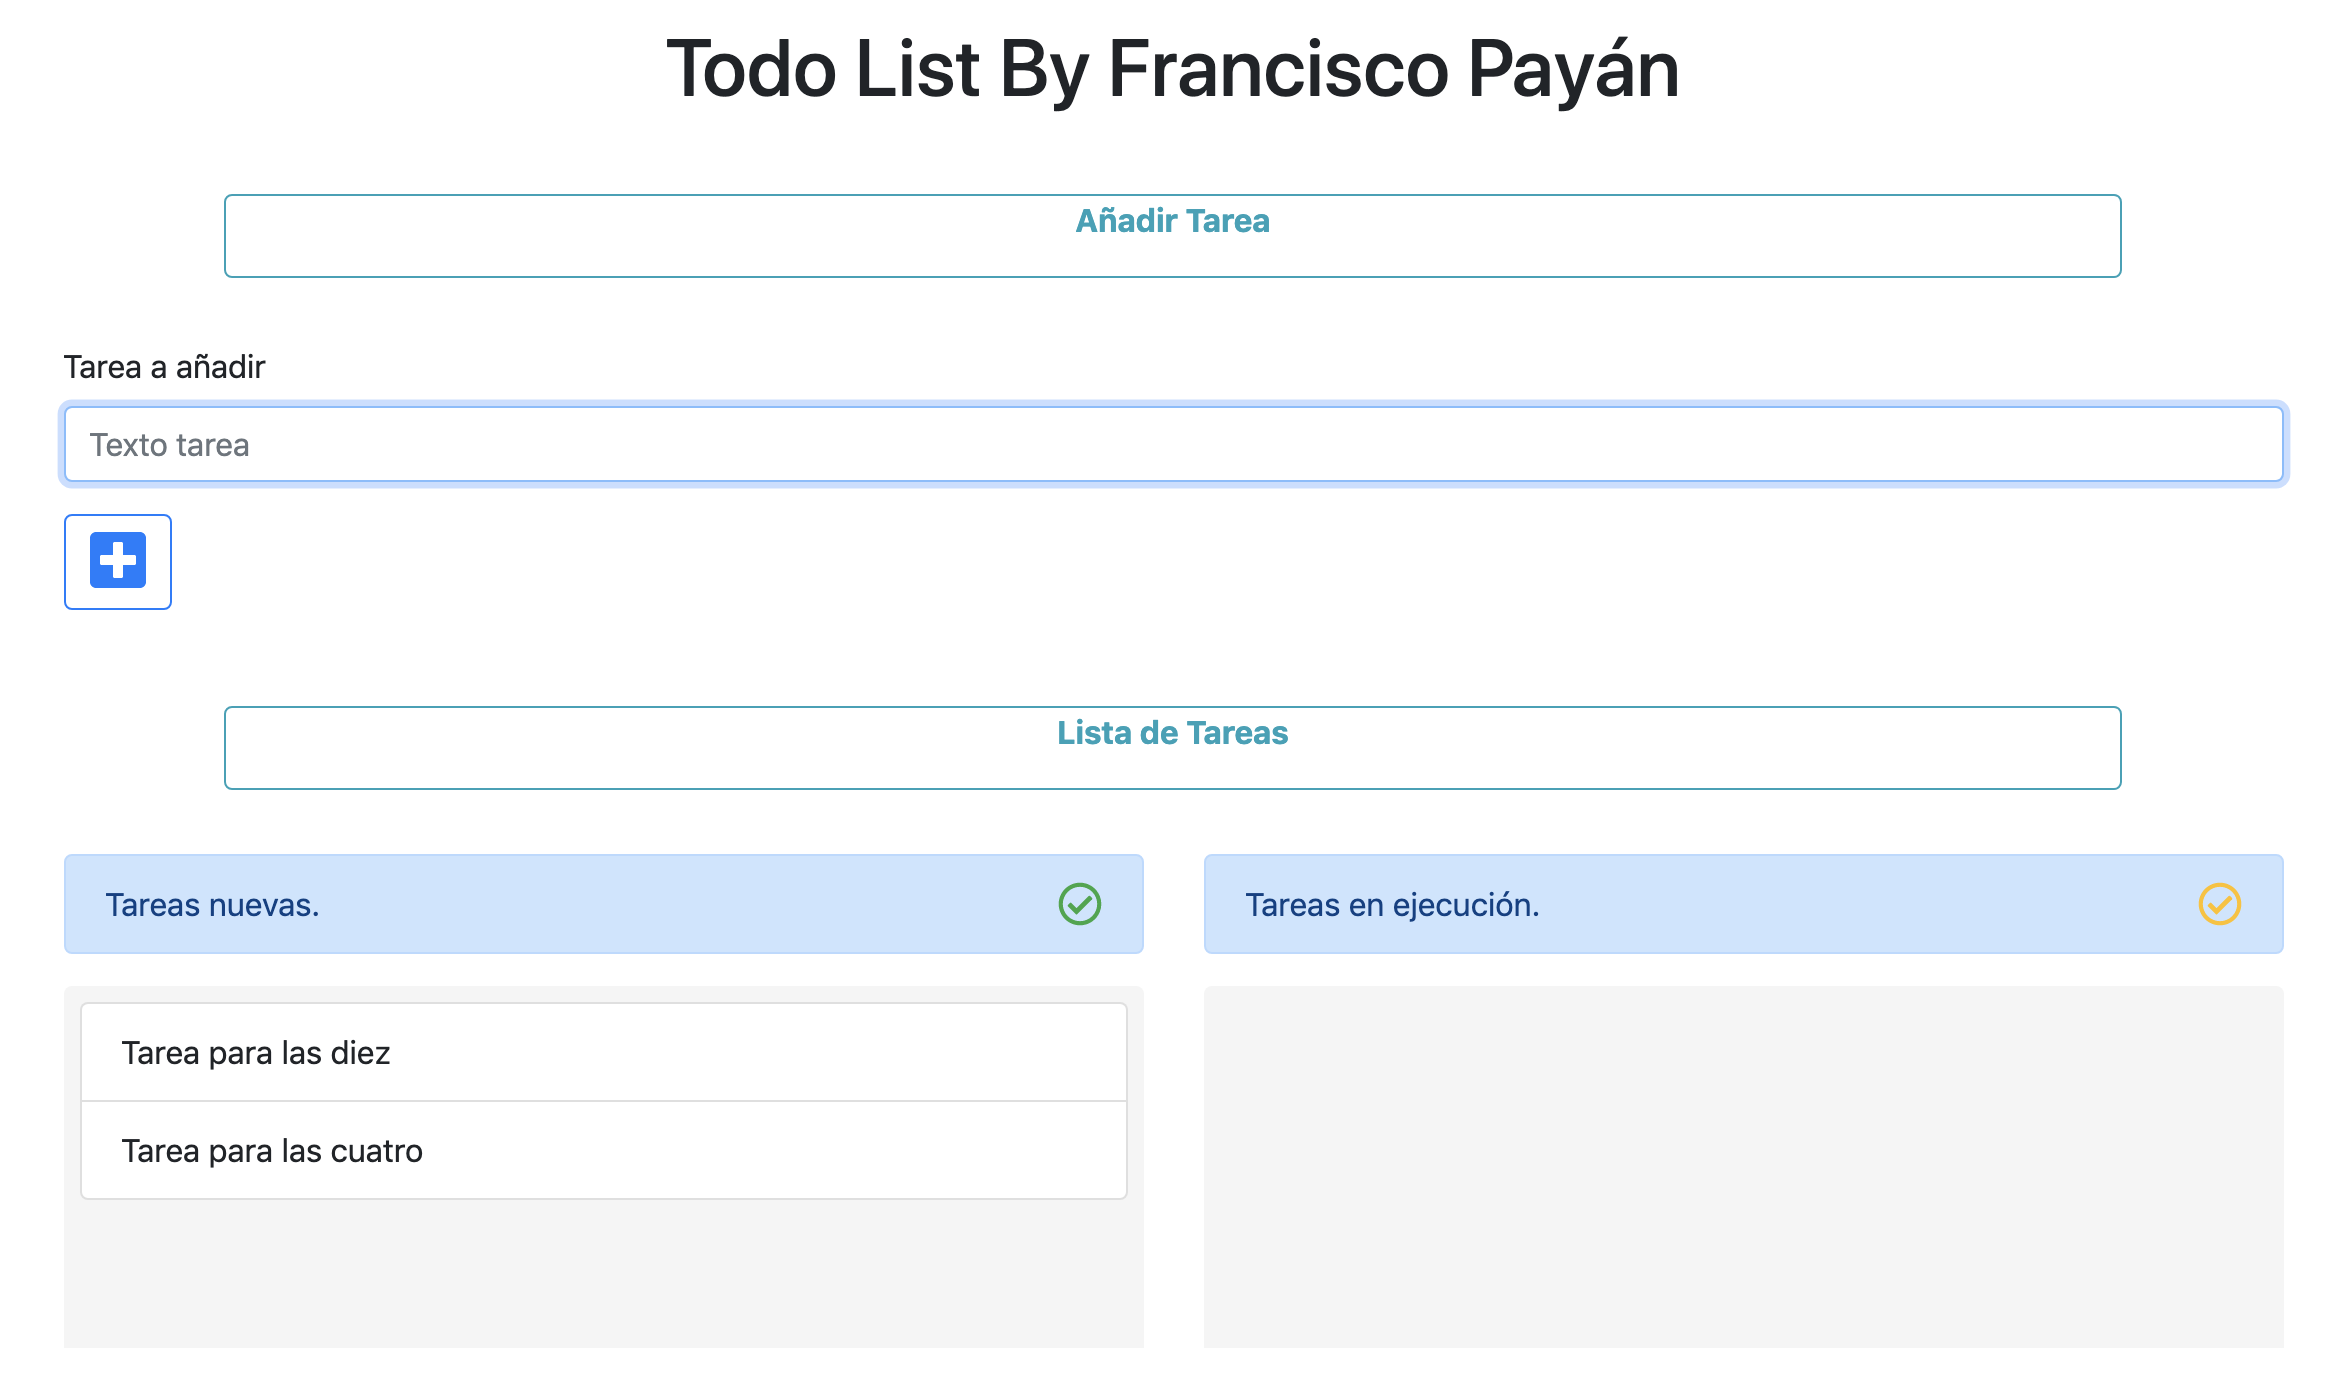 Todo List By Francisco Payán
Añadir Tarea
Tarea a añadir
Texto tarea
Lista de Tareas
Tareas nuevas.
Tareas en ejecución.
Tarea para las diez
Tarea para las cuatro